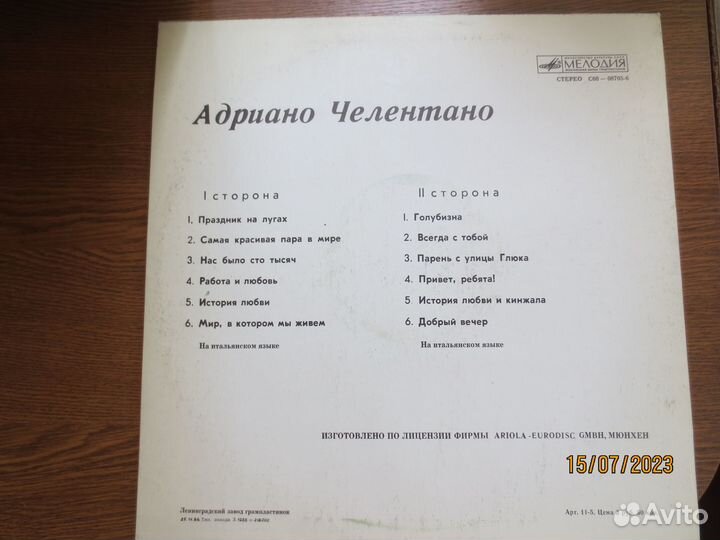 МЕЛОДИЯ
СТЕРЕО С60—08705-6
Адриано Челентано
I сторона
1. Праздник на лугах
2. Самая красивая пара в мире
3. Нас было сто тысяч
4. Работа и любовь
5. История любви
6. Мир, в котором мы живем
На итальянском языке
II сторона
1. Голубизна
2. Всегда с тобой
3. Парень с улицы Глюка
4. Привет, ребята!
5. История любви и кинжала
6. Добрый вечер
На итальянском языке
ИЗГОТОВЛЕНО ПО ЛИЦЕНЗИИ ФИРМЫ ARIOLA-EURODISC GMBH, МЮНХЕН
15/07/2023
Ленинградский завод грампластинок
Арт. 11-5. Цена
Avito